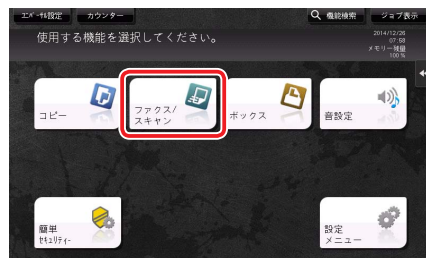 ｴﾝﾊﾟﾈﾙ設定 カウンター 機能検索 ジョブ表示
使用する機能を選択してください。
2014/12/26
07:58
メモリー残量
100 %
コピー
ファクス/
スキャン
ボックス
音設定
簡単
ｾｷｭﾘﾃｨｰ
設定
メニュー